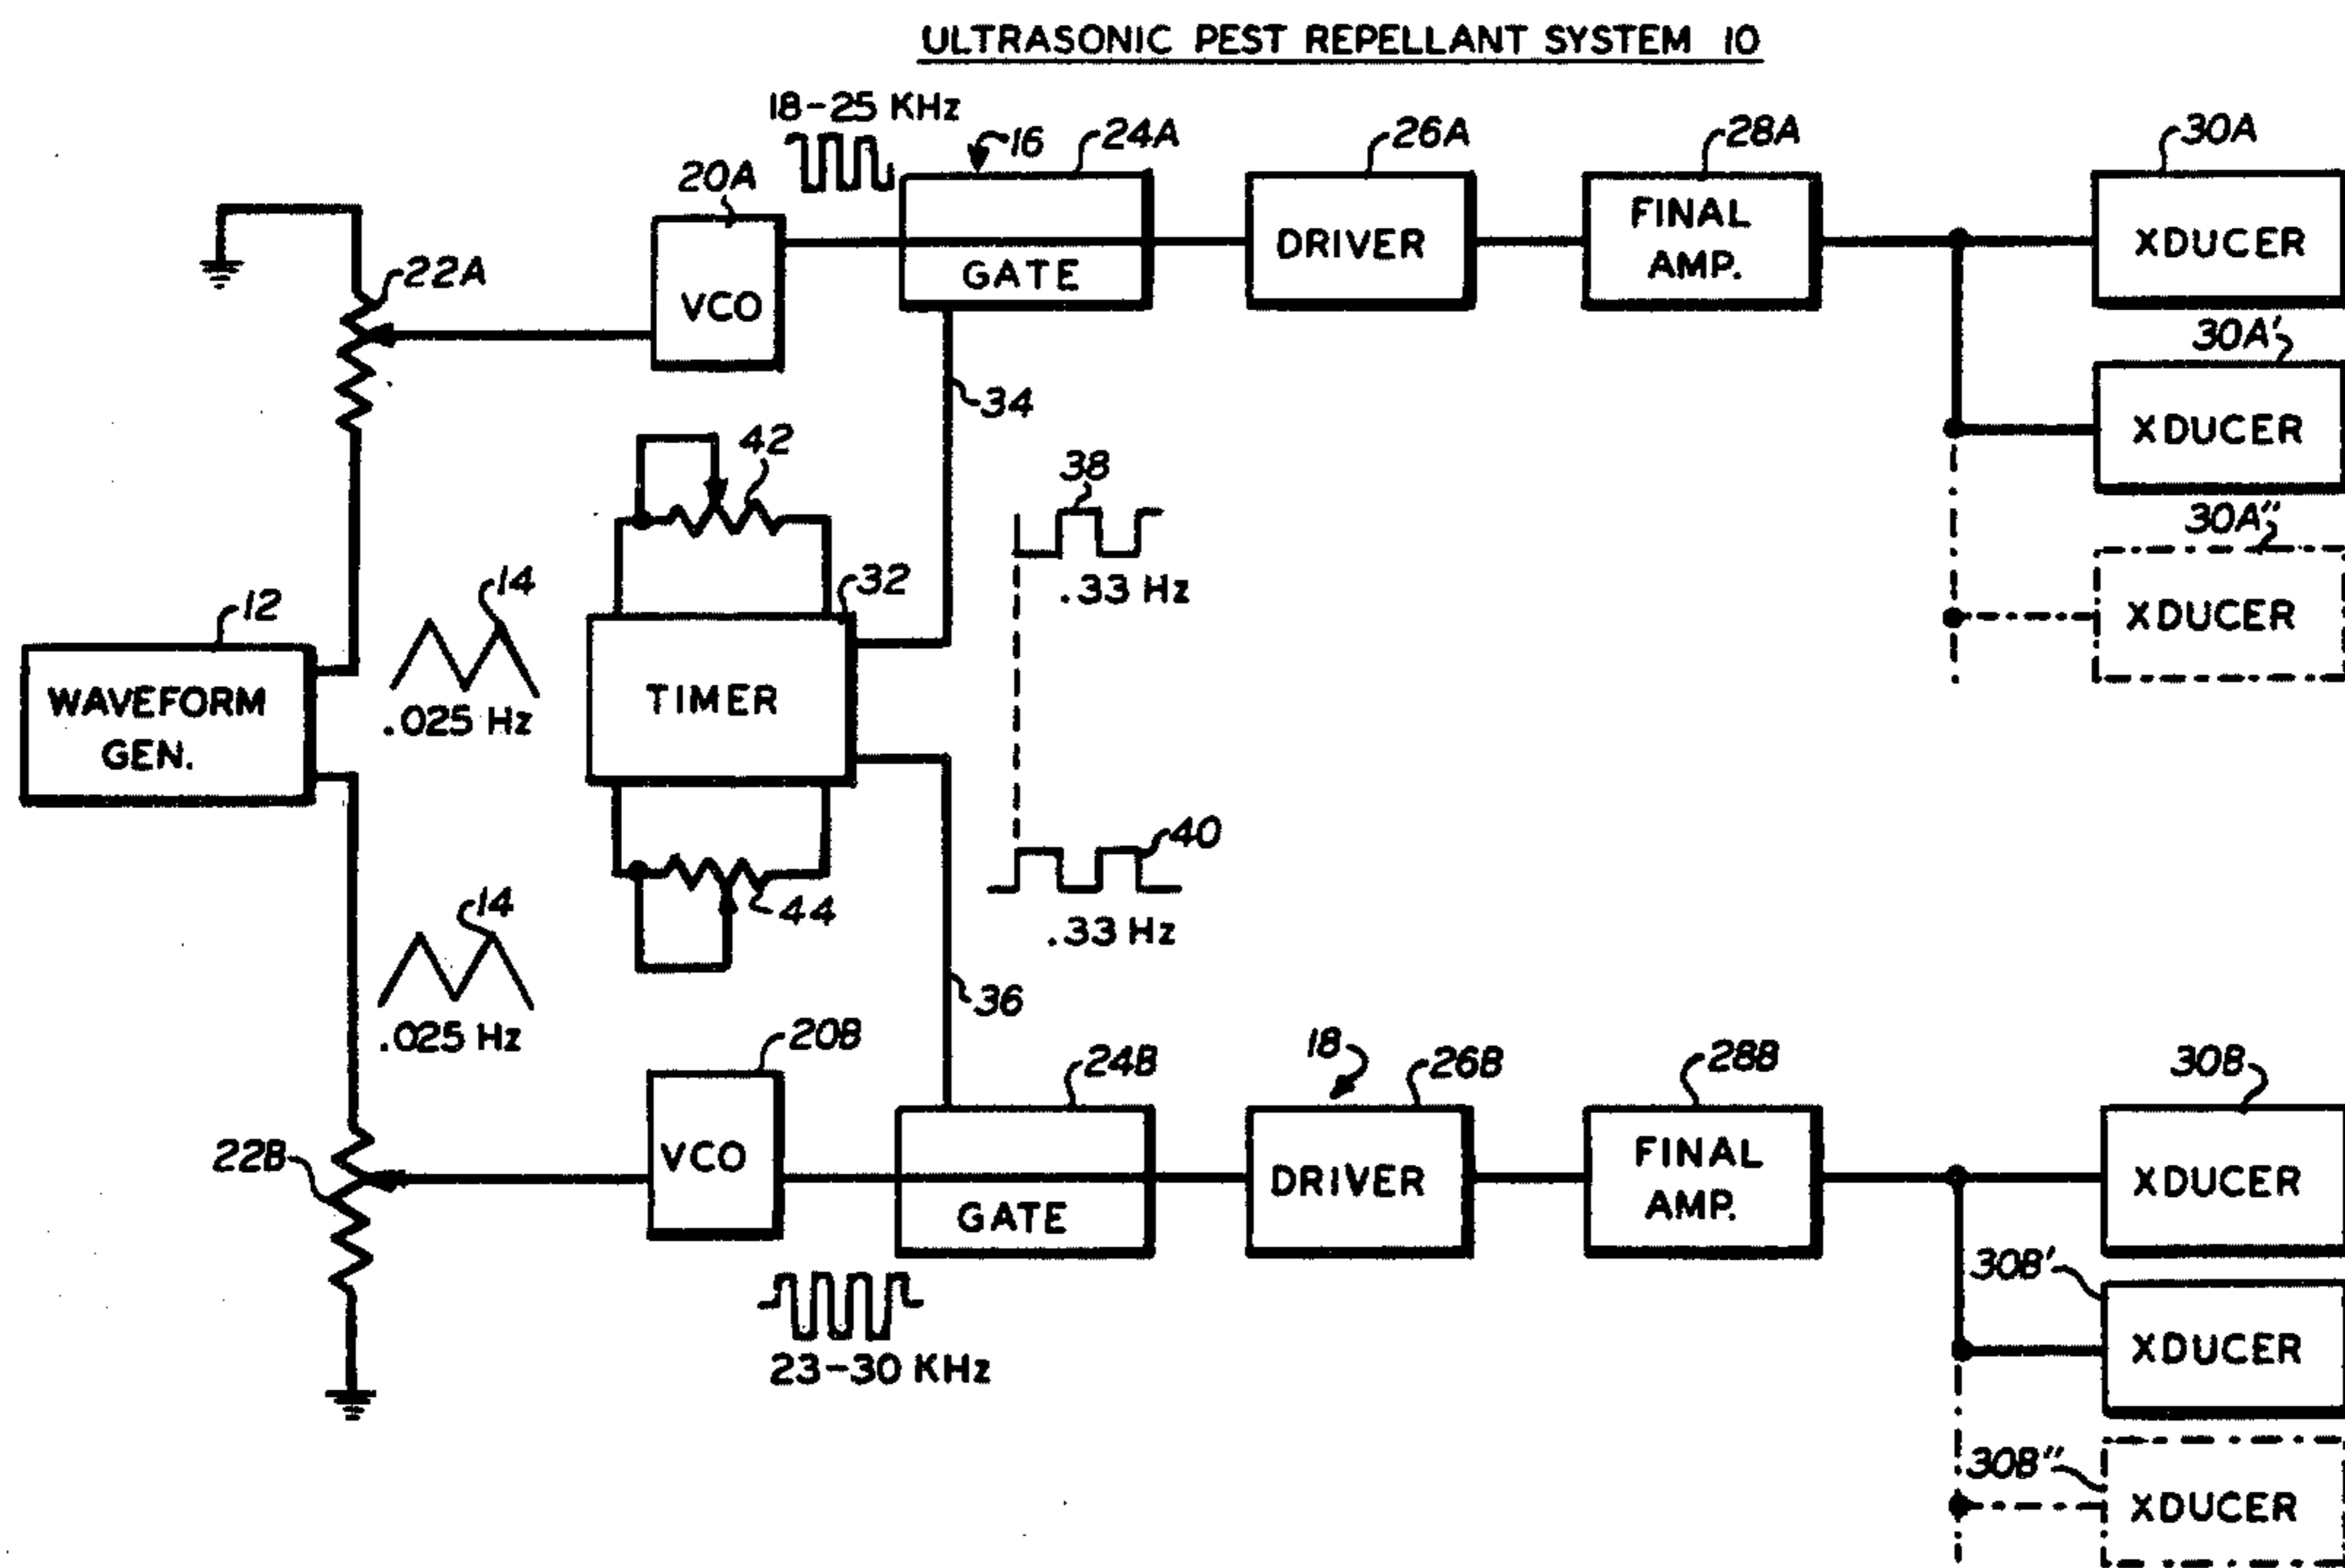 ULTRASONIC PEST REPELLANT SYSTEM 10
18-25 KHz
16
24A
26A
28A
30A
20A
22A
VCO
GATE
DRIVER
FINAL
AMP.
XDUCER
30A'
XDUCER
34
42
38
30A"
.33 Hz
XDUCER
14
32
12
WAVEFORM
GEN.
.025 Hz
TIMER
40
44
.33 Hz
14
.025 Hz
36
20B
24B
18
26B
28B
30B
22B
VCO
GATE
DRIVER
FINAL
AMP.
XDUCER
30B'
XDUCER
23-30 KHz
30B"
XDUCER